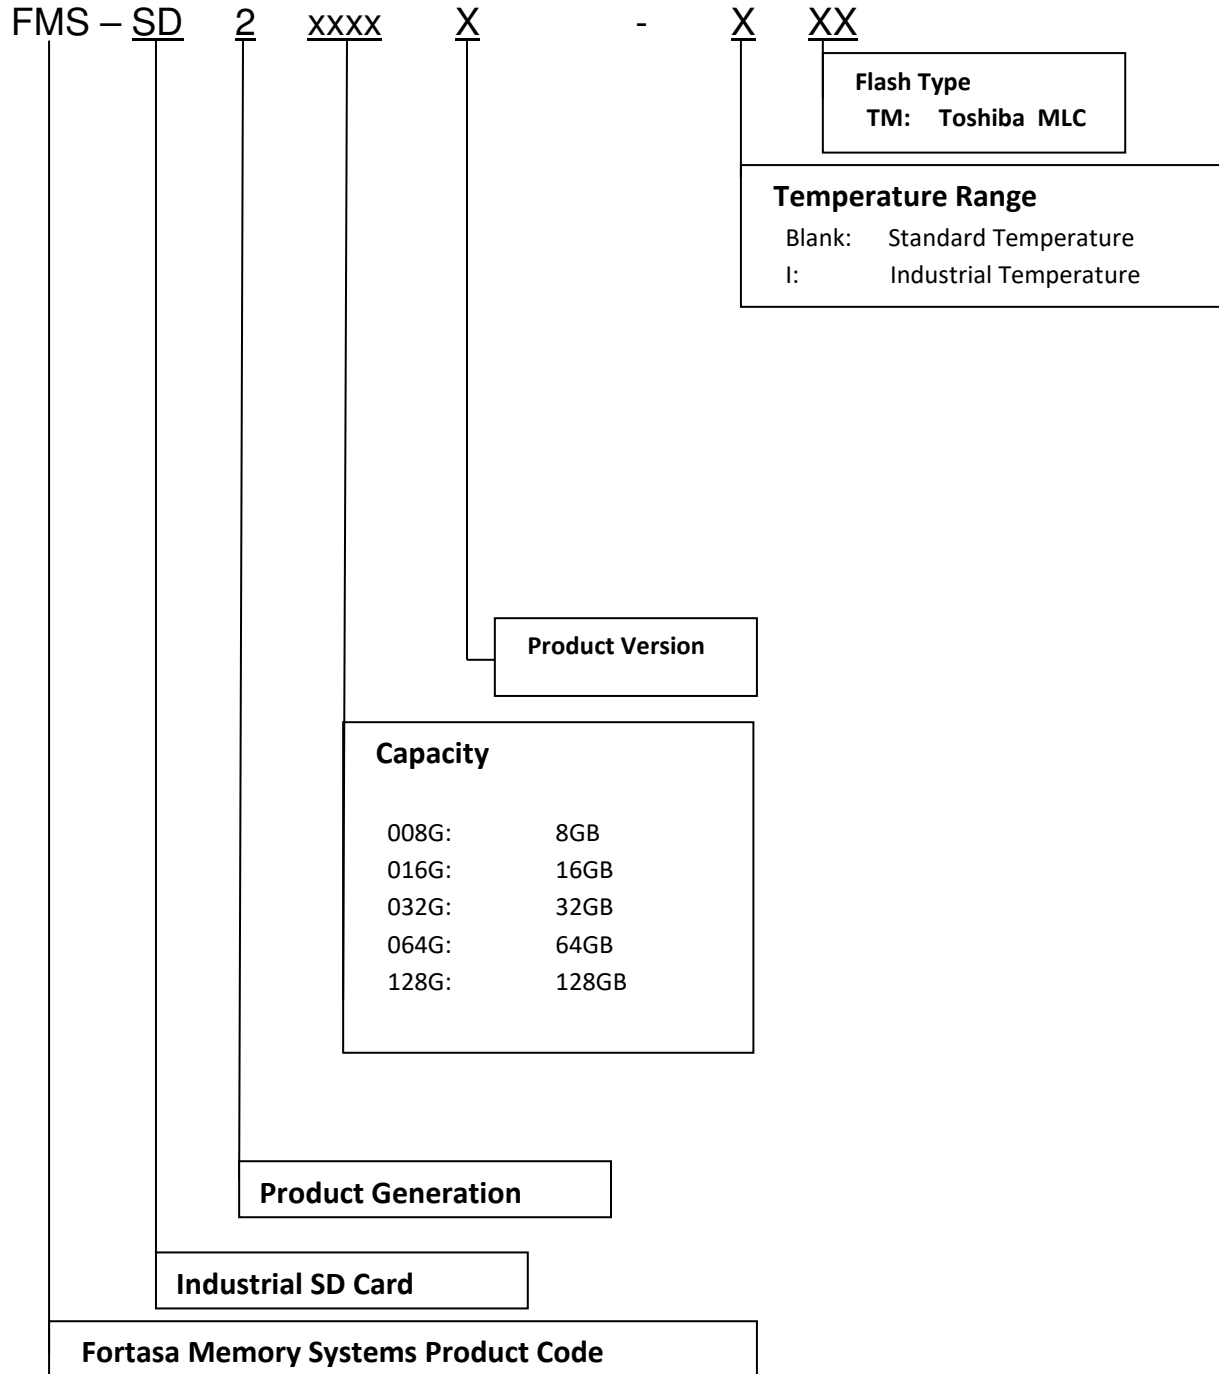 FMS – SD 2 xxxx X - X XX
Flash Type
TM: Toshiba MLC
Temperature Range
Blank: Standard Temperature
I: Industrial Temperature
Product Version
Capacity
008G: 8GB
016G: 16GB
032G: 32GB
064G: 64GB
128G: 128GB
Product Generation
Industrial SD Card
Fortasa Memory Systems Product Code